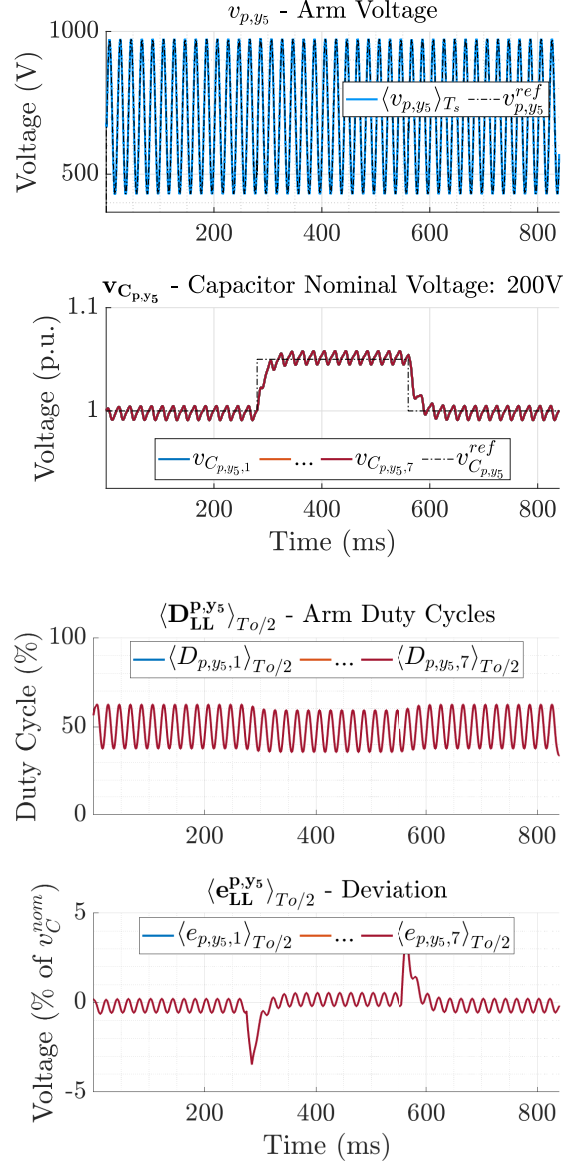 v_{p,y_5} - Arm Voltage
Voltage (V)
1000
500
⟨v_{p,y_5}⟩_{T_s} v_{p,y_5}^{ref}
200 400 600 800
v_{C_{p,y_5}} - Capacitor Nominal Voltage: 200V
Voltage (p.u.)
1.1
1
v_{C_{p,y_5,1}} ... v_{C_{p,y_5,7}} v_{C_{p,y_5}}^{ref}
200 400 600 800
Time (ms)
⟨D_{LL}^{p,y_5}⟩_{To/2} - Arm Duty Cycles
Duty Cycle (%)
100
⟨D_{p,y_5,1}⟩_{To/2} ... ⟨D_{p,y_5,7}⟩_{To/2}
50
0
200 400 600 800
⟨e_{LL}^{p,y_5}⟩_{To/2} - Deviation
Voltage (% of v_C^{nom})
5
⟨e_{p,y_5,1}⟩_{To/2} ... ⟨e_{p,y_5,7}⟩_{To/2}
0
-5
200 400 600 800
Time (ms)